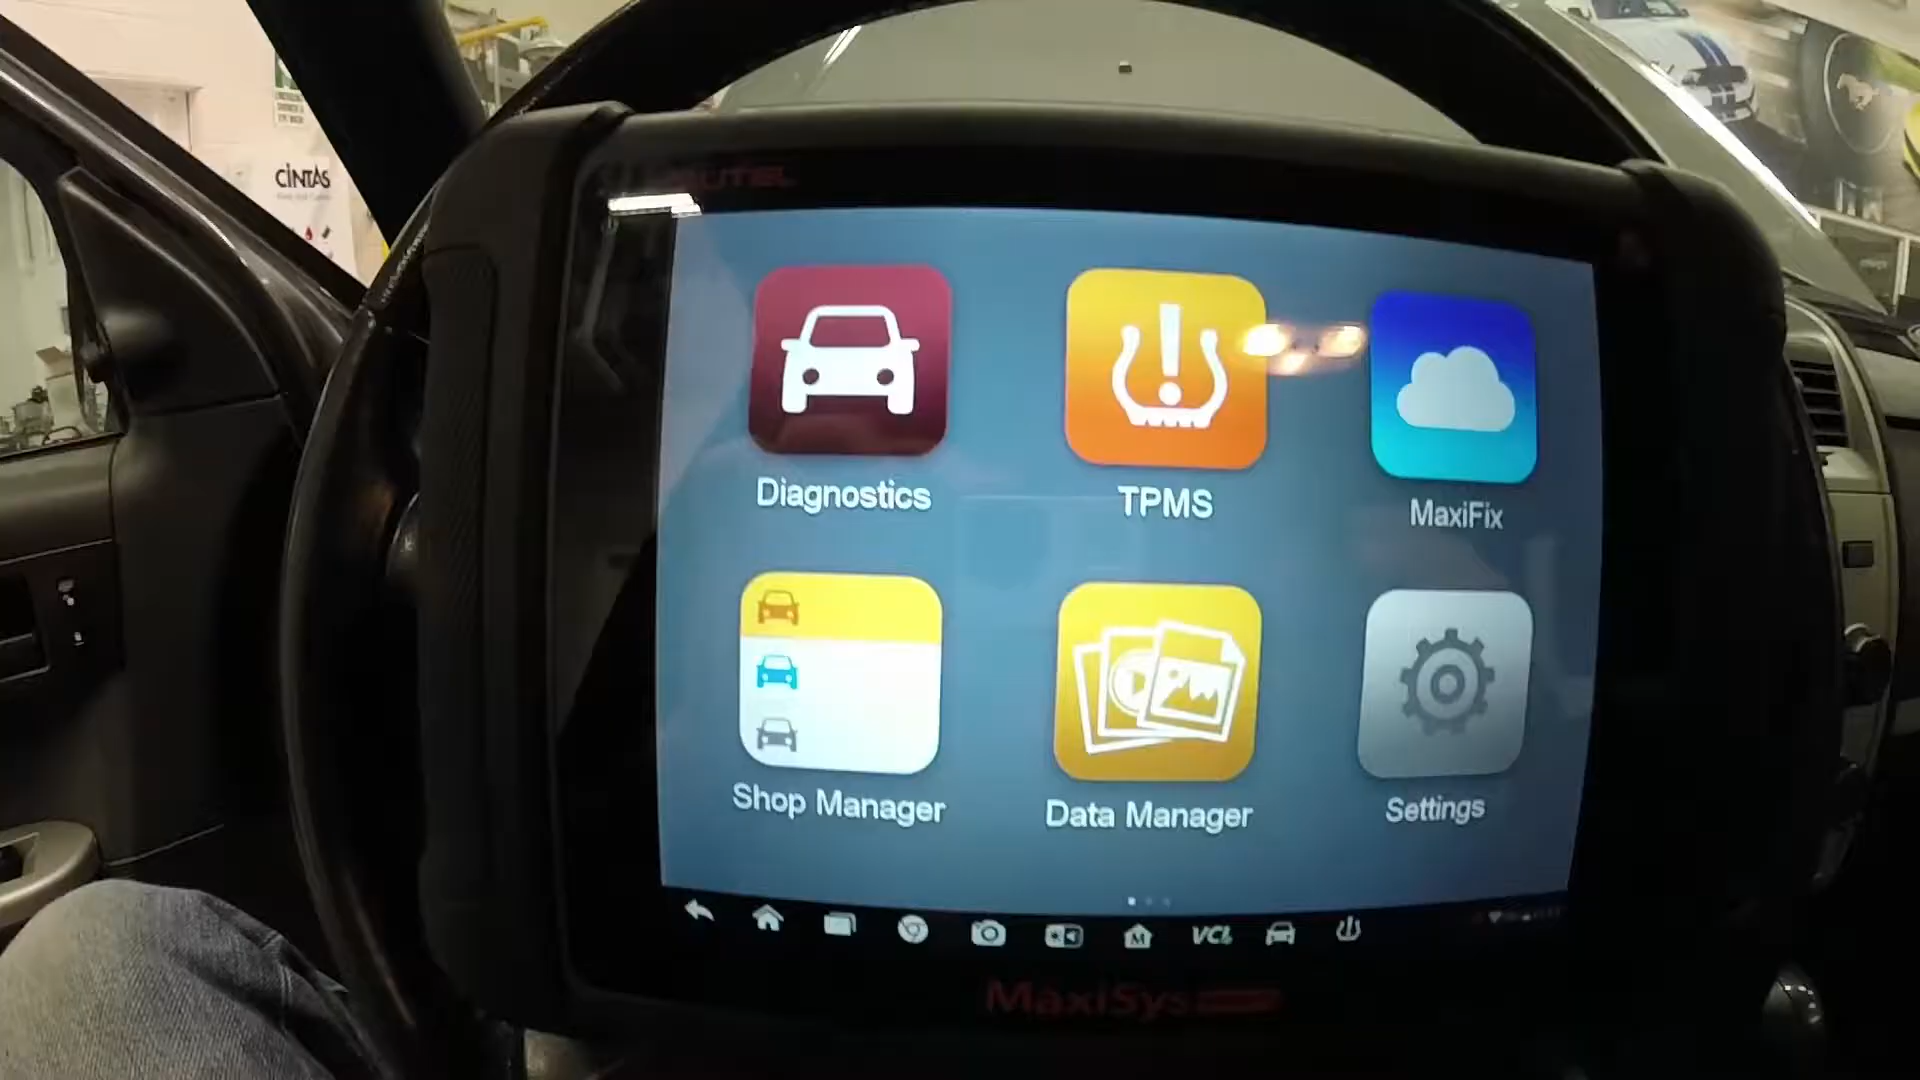 CINTAS
AUTEL
Diagnostics
TPMS
MaxiFix
Shop Manager
Data Manager
Settings
M
VCI
MaxiSys